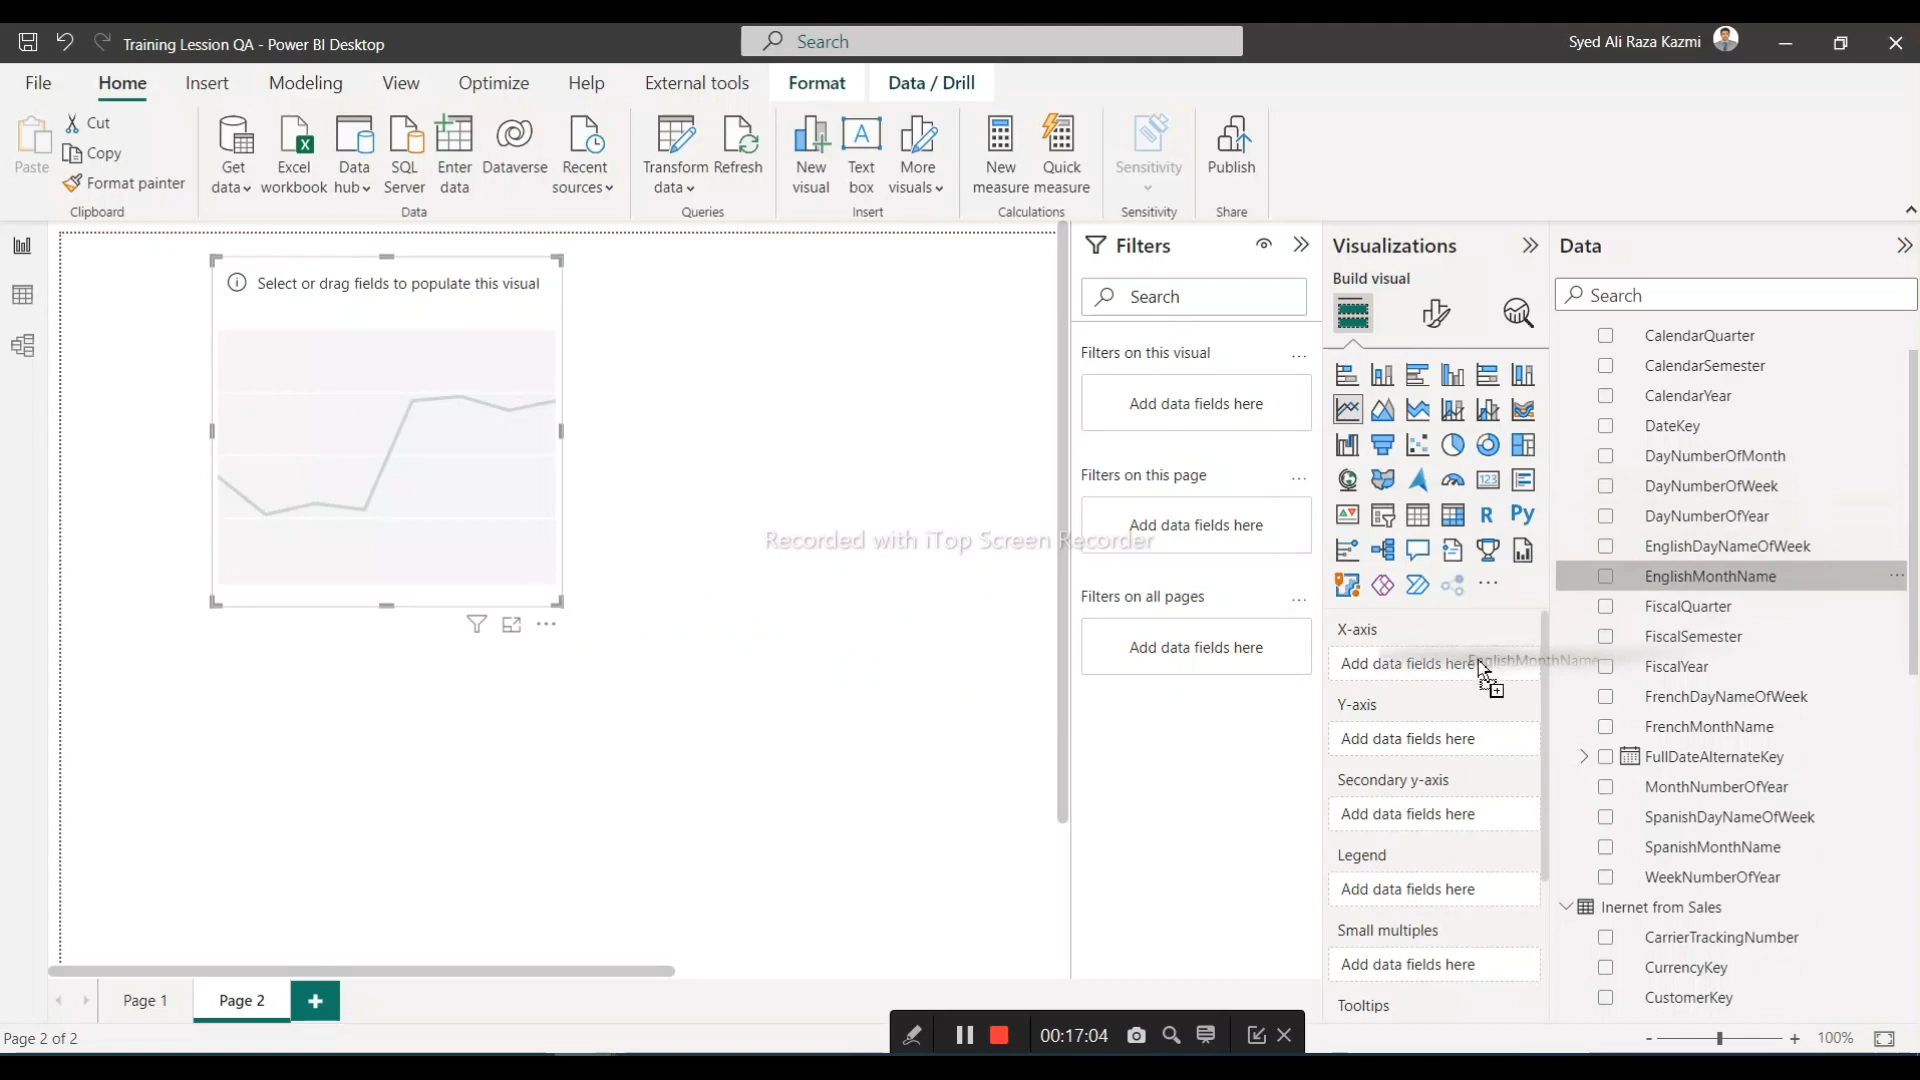 Training Lession QA - Power BI Desktop
Search
Syed Ali Raza Kazmi
File Home Insert Modeling View Optimize Help External tools Format Data / Drill
Paste
Cut
Copy
Format painter
Clipboard
Get data
Excel workbook
Data hub
SQL Server
Enter data
Dataverse
Recent sources
Data
Transform data
Refresh
Queries
New visual
Text box
More visuals
Insert
New measure
Quick measure
Calculations
Sensitivity
Sensitivity
Publish
Share
Select or drag fields to populate this visual
Recorded with iTop Screen Recorder
Filters
Search
Filters on this visual
Add data fields here
Filters on this page
Add data fields here
Filters on all pages
Add data fields here
Visualizations
Build visual
123
R
Py
X-axis
Add data fields here
EnglishMonthName
Y-axis
Add data fields here
Secondary y-axis
Add data fields here
Legend
Add data fields here
Small multiples
Add data fields here
Tooltips
Data
Search
CalendarQuarter
CalendarSemester
CalendarYear
DateKey
DayNumberOfMonth
DayNumberOfWeek
DayNumberOfYear
EnglishDayNameOfWeek
EnglishMonthName
FiscalQuarter
FiscalSemester
FiscalYear
FrenchDayNameOfWeek
FrenchMonthName
FullDateAlternateKey
MonthNumberOfYear
SpanishDayNameOfWeek
SpanishMonthName
WeekNumberOfYear
Inernet from Sales
CarrierTrackingNumber
CurrencyKey
CustomerKey
Page 1
Page 2
Page 2 of 2
00:17:04
100%